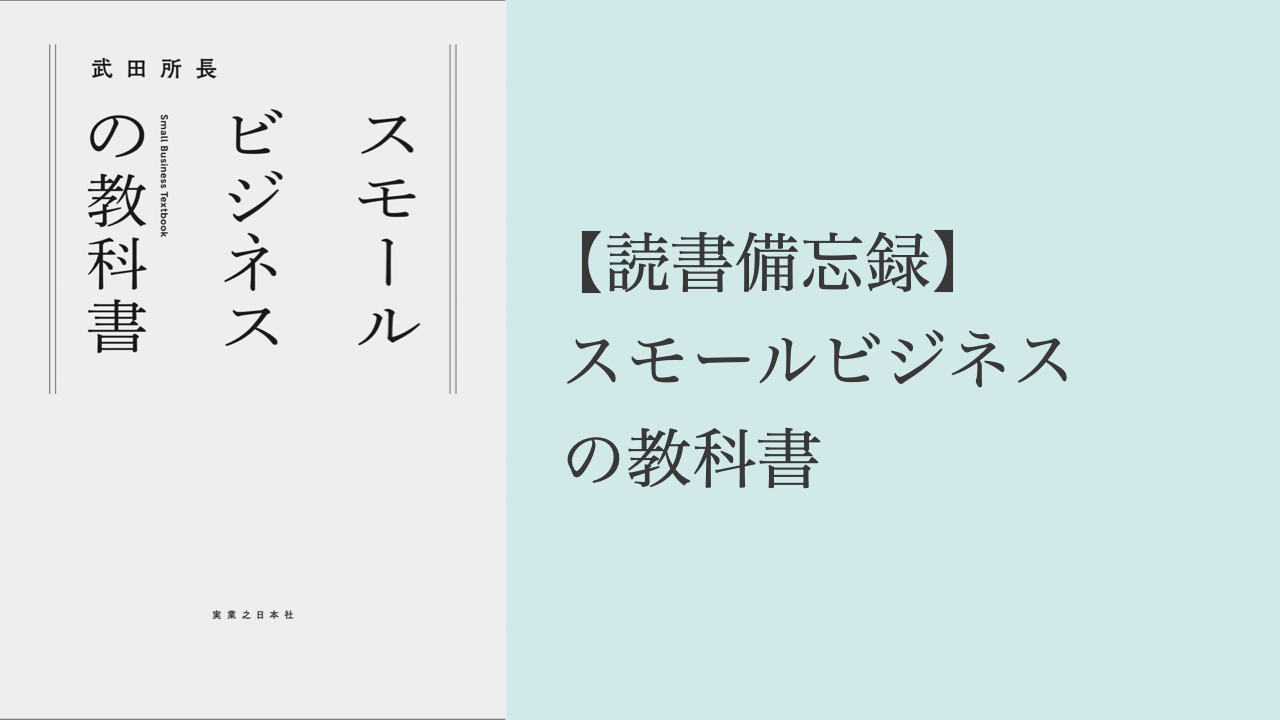 武田所長
スモール
ビジネス
の教科書
Small Business Textbook
実業之日本社
【読書備忘録】
スモールビジネス
の教科書